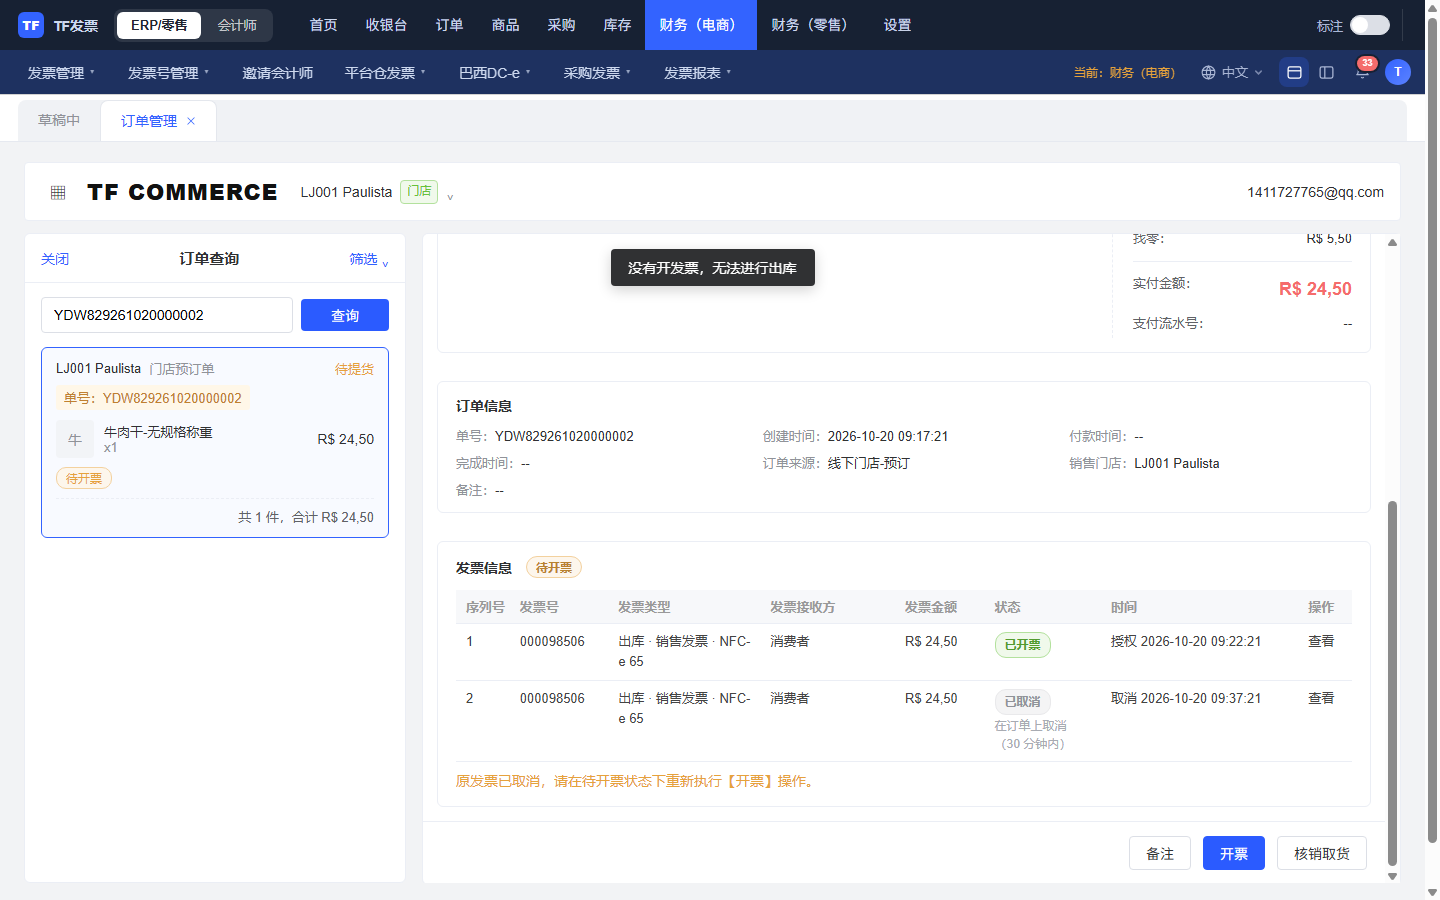 TF TF发票 ERP/零售 会计师 首页 收银台 订单 商品 采购 库存 财务（电商） 财务（零售） 设置 标注
发票管理 发票号管理 邀请会计师 平台仓发票 巴西DC-e 采购发票 发票报表 当前：财务（电商） 中文 33 T
草稿中 订单管理 ×
TF COMMERCE LJ001 Paulista 门店 1411727765@qq.com
关闭 订单查询 筛选
YDW829261020000002 查询
LJ001 Paulista 门店预订单 待提货
单号：YDW829261020000002
牛 牛肉干-无规格称重
x1
R$ 24,50
待开票
共 1 件，合计 R$ 24,50
找零： R$ 5,50
没有开发票，无法进行出库
实付金额： R$ 24,50
支付流水号： --
订单信息
单号：YDW829261020000002 创建时间：2026-10-20 09:17:21 付款时间：--
完成时间：-- 订单来源：线下门店-预订 销售门店：LJ001 Paulista
备注：--
发票信息 待开票
序列号 发票号 发票类型 发票接收方 发票金额 状态 时间 操作
1 000098506 出库 · 销售发票 · NFC- 消费者 R$ 24,50 已开票 授权 2026-10-20 09:22:21 查看
e 65
2 000098506 出库 · 销售发票 · NFC- 消费者 R$ 24,50 已取消 取消 2026-10-20 09:37:21 查看
e 65
在订单上取消
（30 分钟内）
原发票已取消，请在待开票状态下重新执行【开票】操作。
备注 开票 核销取货